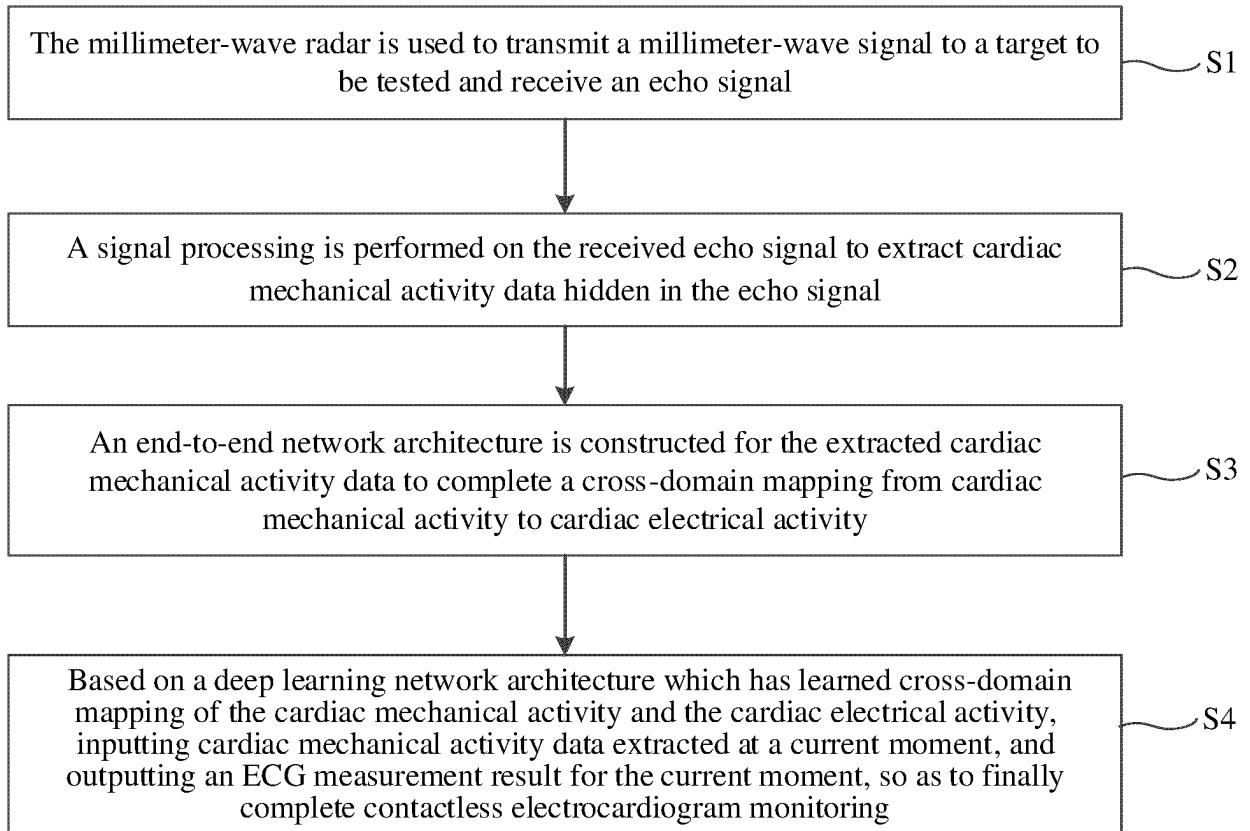 The millimeter-wave radar is used to transmit a millimeter-wave signal to a target to
be tested and receive an echo signal
S1
A signal processing is performed on the received echo signal to extract cardiac
mechanical activity data hidden in the echo signal
S2
An end-to-end network architecture is constructed for the extracted cardiac
mechanical activity data to complete a cross-domain mapping from cardiac
mechanical activity to cardiac electrical activity
S3
Based on a deep learning network architecture which has learned cross-domain
mapping of the cardiac mechanical activity and the cardiac electrical activity,
inputting cardiac mechanical activity data extracted at a current moment, and
outputting an ECG measurement result for the current moment, so as to finally
complete contactless electrocardiogram monitoring
S4